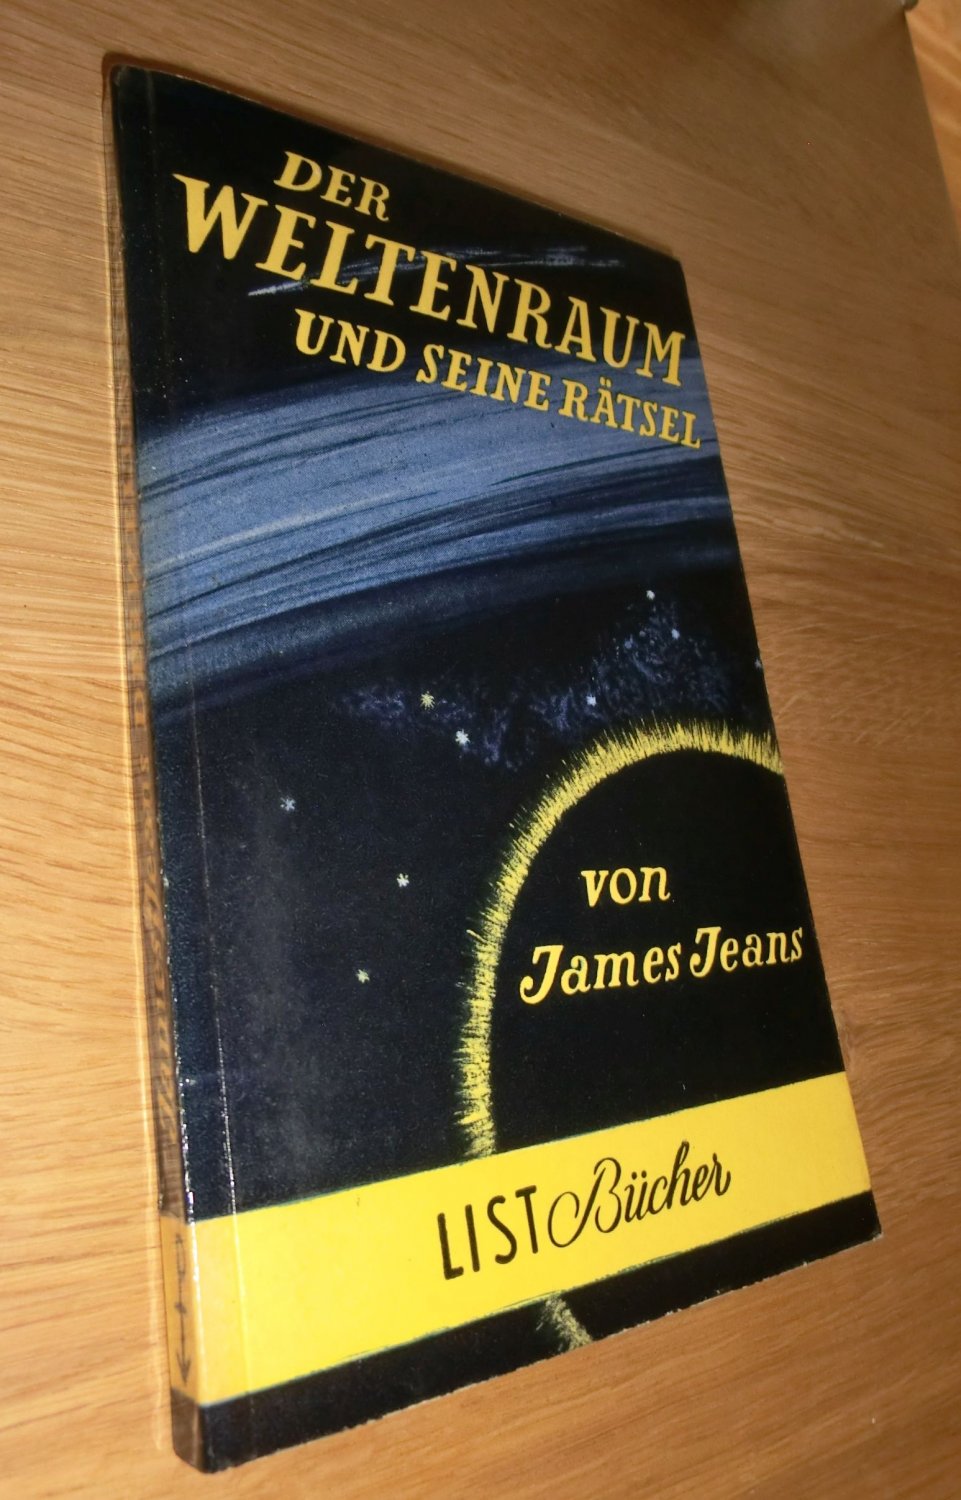 DER
WELTENRAUM
UND SEINE RÄTSEL
von
James Jeans
LIST Bücher